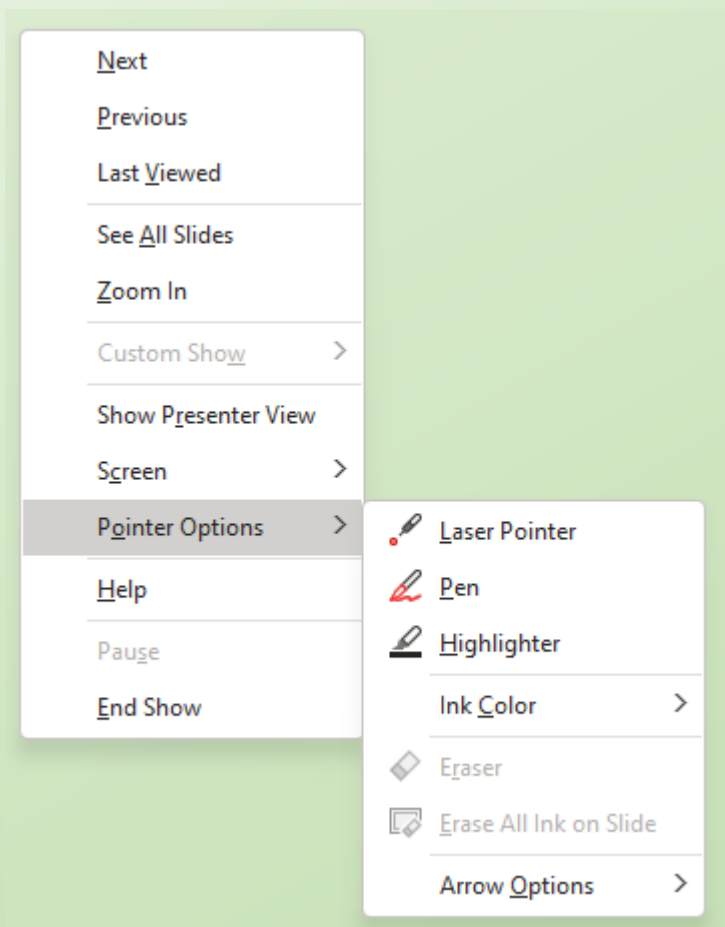 Next
Previous
Last Viewed
See All Slides
Zoom In
Custom Show
Show Presenter View
Screen
Pointer Options
Help
Pause
End Show
Laser Pointer
Pen
Highlighter
Ink Color
Eraser
Erase All Ink on Slide
Arrow Options